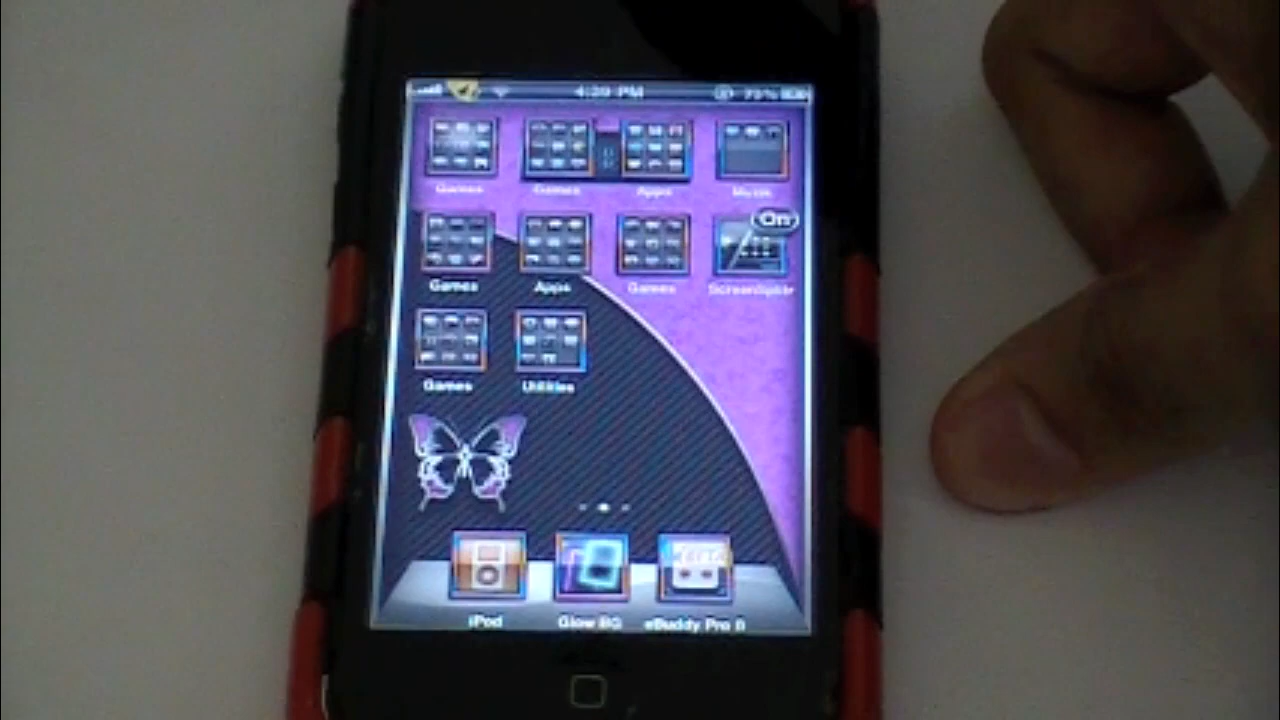 4:39 PM 75%
Games Games Apps Music
On
Games Apps Games ScreenSplitr
Games Utilities
iPod Glow BG eBuddy Pro B